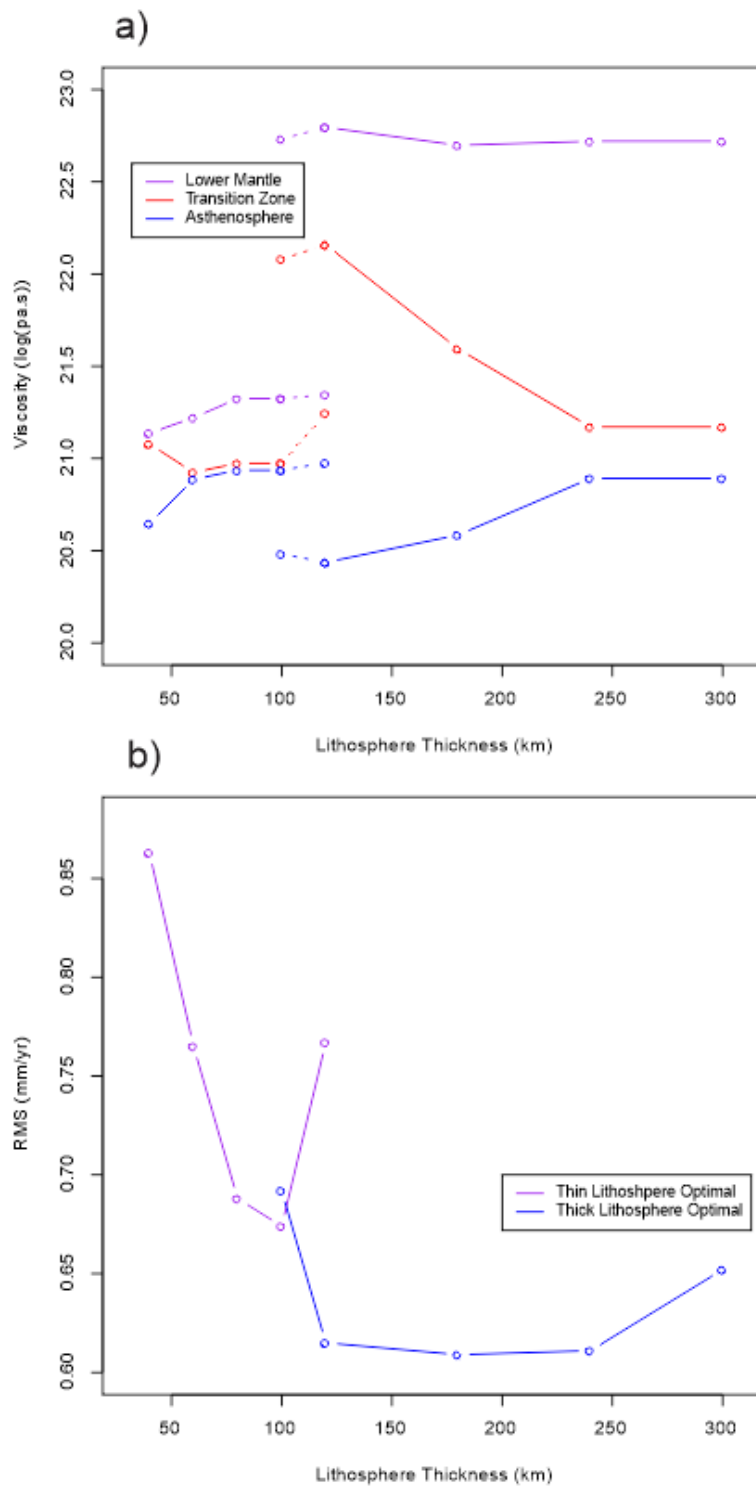 a)
23.0
22.5
22.0
21.5
21.0
20.5
20.0
Viscosity (log(pa.s))
Lower Mantle
Transition Zone
Asthenosphere
50 100 150 200 250 300
Lithosphere Thickness (km)
b)
0.85
0.80
0.75
0.70
0.65
0.60
RMS (mm/yr)
Thin Lithoshpere Optimal
Thick Lithosphere Optimal
50 100 150 200 250 300
Lithosphere Thickness (km)